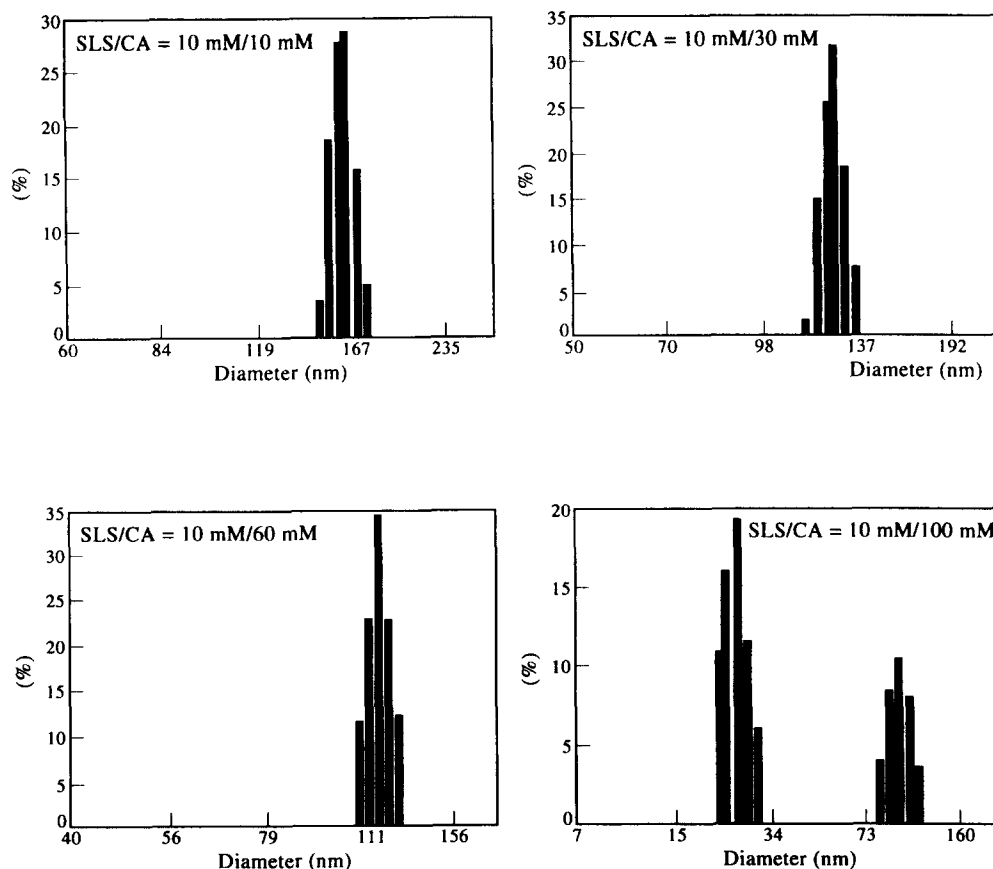 SLS/CA = 10 mM/10 mM
30
25
20
15
10
5
0
(%)
60 84 119 167 235
Diameter (nm)
SLS/CA = 10 mM/30 mM
35
30
25
20
15
10
5
0
(%)
50 70 98 137 192
Diameter (nm)
SLS/CA = 10 mM/60 mM
35
30
25
20
15
10
5
0
(%)
40 56 79 111 156
Diameter (nm)
SLS/CA = 10 mM/100 mM
20
15
10
5
0
(%)
7 15 34 73 160
Diameter (nm)